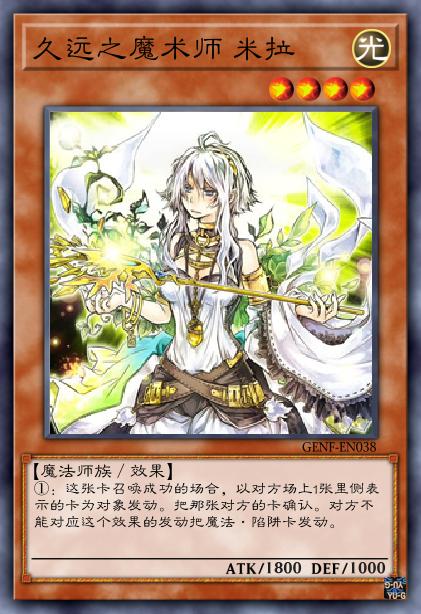 久远之魔术师 米拉
光
GENF-EN038
【魔法师族／效果】
①：这张卡召唤成功的场合，以对方场上1张里侧表
示的卡为对象发动。把那张对方的卡确认。对方不
能对应这个效果的发动把魔法·陷阱卡发动。
ATK/1800 DEF/1000